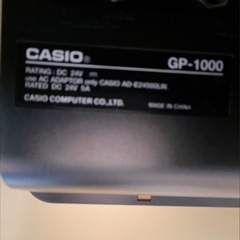 CASIO® GP-1000
RATING: DC 24V ⎓
use AC ADAPTOR only CASIO AD-E24500LW.
RATED DC 24V 5A
CASIO COMPUTER CO.,LTD. MADE IN CHINA